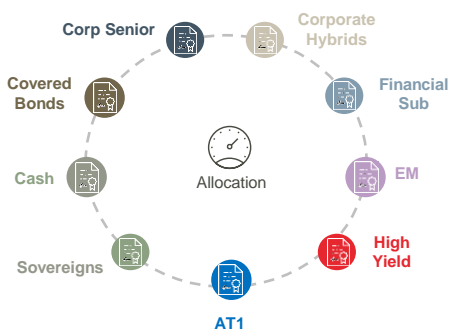 Corp Senior
Corporate
Hybrids
Covered
Bonds
Financial
Sub
Cash
Allocation
EM
Sovereigns
High
Yield
AT1